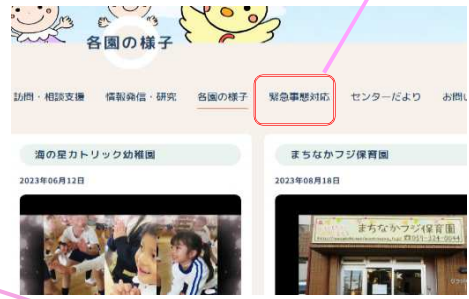 各園の様子
訪問・相談支援 情報発信・研究 各園の様子 緊急事態対応 センターだより お問い
海の星カトリック幼稚園 まちなかフジ保育園
2023年06月12日 2023年08月18日
まちなかフジ保育園